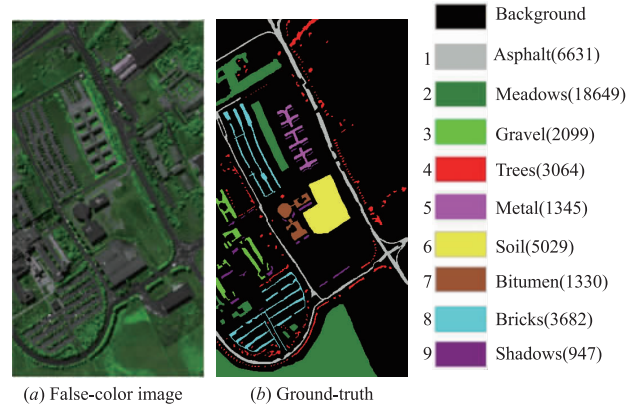 Background
1 Asphalt(6631)
2 Meadows(18649)
3 Gravel(2099)
4 Trees(3064)
5 Metal(1345)
6 Soil(5029)
7 Bitumen(1330)
8 Bricks(3682)
9 Shadows(947)
(a) False-color image
(b) Ground-truth